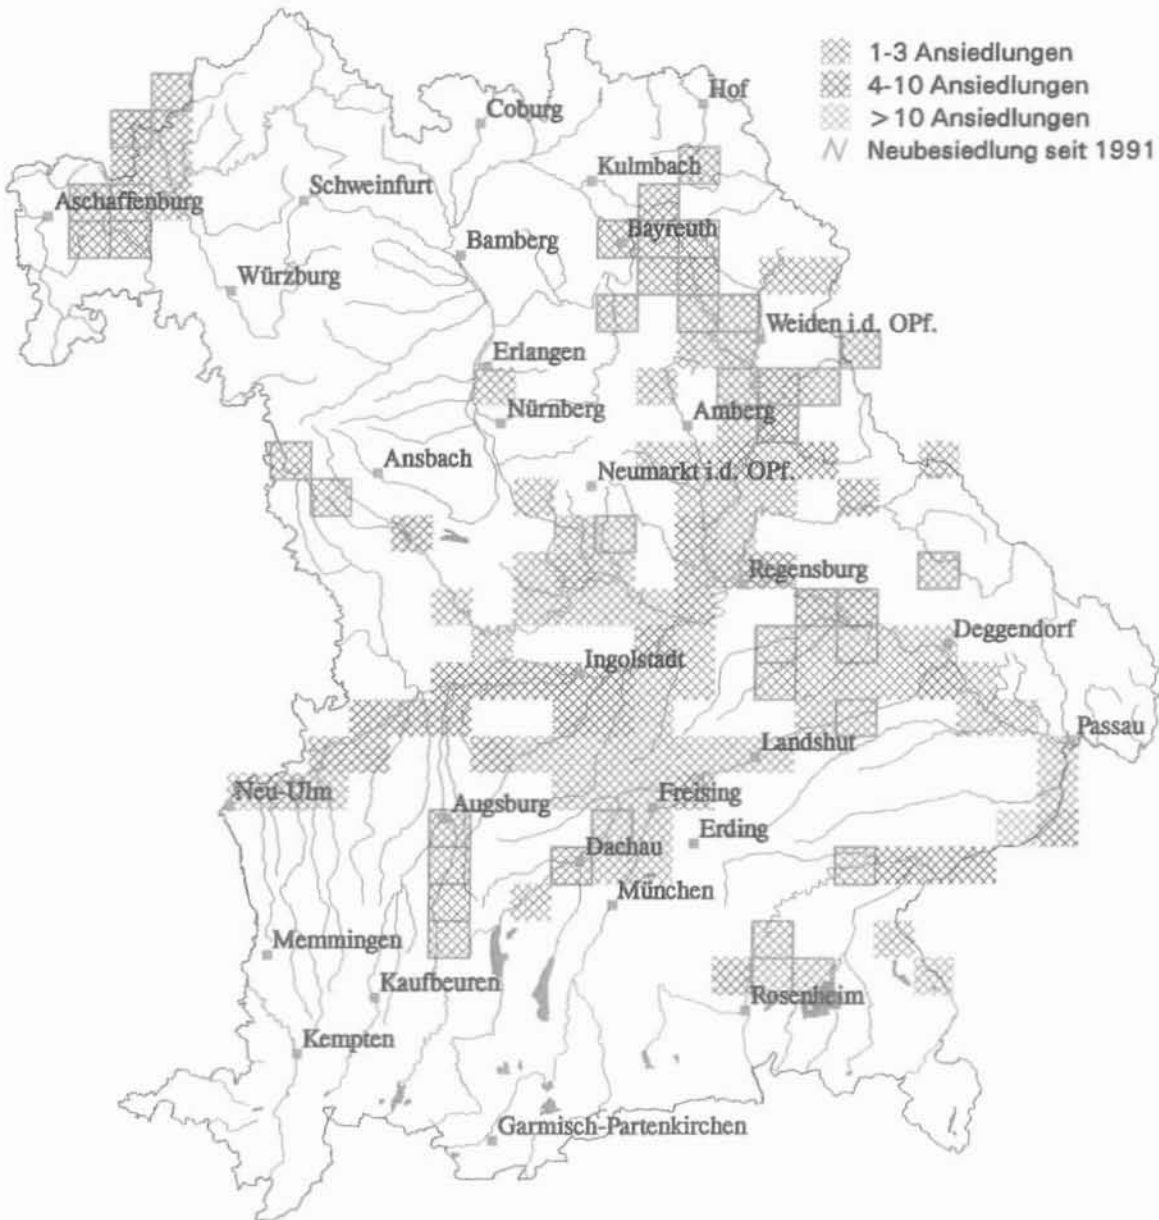 1-3 Ansiedlungen
4-10 Ansiedlungen
> 10 Ansiedlungen
Neubesiedlung seit 1991
Hof
Coburg
Kulmbach
Schweinfurt
Aschaffenburg
Bayreuth
Bamberg
Würzburg
Weiden i.d. OPf.
Erlangen
Nürnberg
Amberg
Ansbach
Neumarkt i.d. OPf.
Regensburg
Deggendorf
Ingolstadt
Passau
Landshut
Neu-Ulm
Augsburg
Freising
Erding
Dachau
München
Memmingen
Kaufbeuren
Rosenheim
Kempten
Garmisch-Partenkirchen